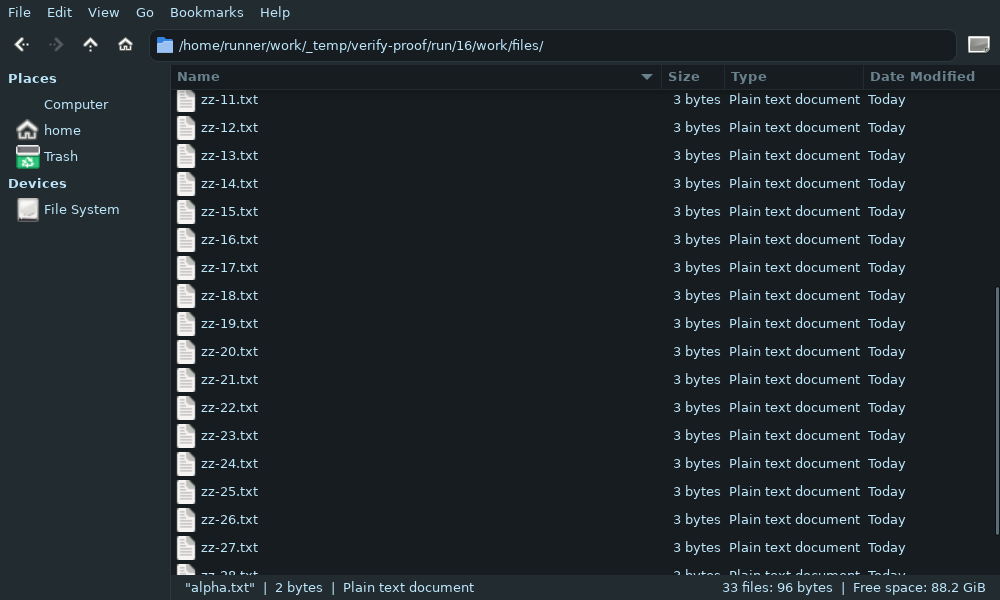 File Edit View Go Bookmarks Help
/home/runner/work/_temp/verify-proof/run/16/work/files/
Places
Computer
home
Trash
Devices
File System
Name Size Type Date Modified
zz-11.txt 3 bytes Plain text document Today
zz-12.txt 3 bytes Plain text document Today
zz-13.txt 3 bytes Plain text document Today
zz-14.txt 3 bytes Plain text document Today
zz-15.txt 3 bytes Plain text document Today
zz-16.txt 3 bytes Plain text document Today
zz-17.txt 3 bytes Plain text document Today
zz-18.txt 3 bytes Plain text document Today
zz-19.txt 3 bytes Plain text document Today
zz-20.txt 3 bytes Plain text document Today
zz-21.txt 3 bytes Plain text document Today
zz-22.txt 3 bytes Plain text document Today
zz-23.txt 3 bytes Plain text document Today
zz-24.txt 3 bytes Plain text document Today
zz-25.txt 3 bytes Plain text document Today
zz-26.txt 3 bytes Plain text document Today
zz-27.txt 3 bytes Plain text document Today
zz-28.txt 3 bytes Plain text document Today
"alpha.txt" | 2 bytes | Plain text document 33 files: 96 bytes | Free space: 88.2 GiB